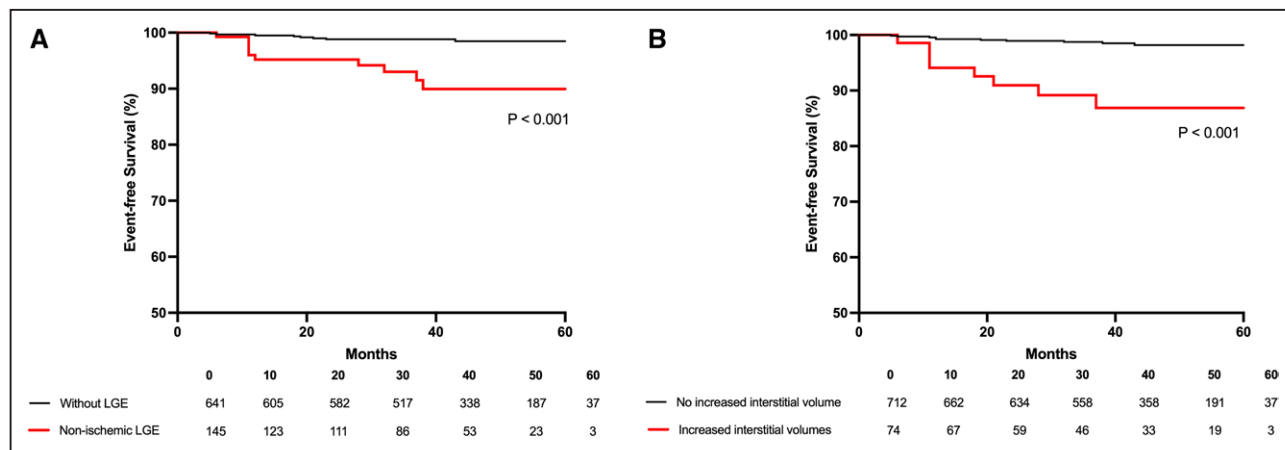 A
Event-free Survival (%)
100
90
80
70
60
50
P < 0.001
0 20 40 60
Months
0 10 20 30 40 50 60
Without LGE 641 605 582 517 338 187 37
Non-ischemic LGE 145 123 111 86 53 23 3
B
Event-free Survival (%)
100
90
80
70
60
50
P < 0.001
0 20 40 60
Months
0 10 20 30 40 50 60
No increased interstitial volume 712 662 634 558 358 191 37
Increased interstitial volumes 74 67 59 46 33 19 3